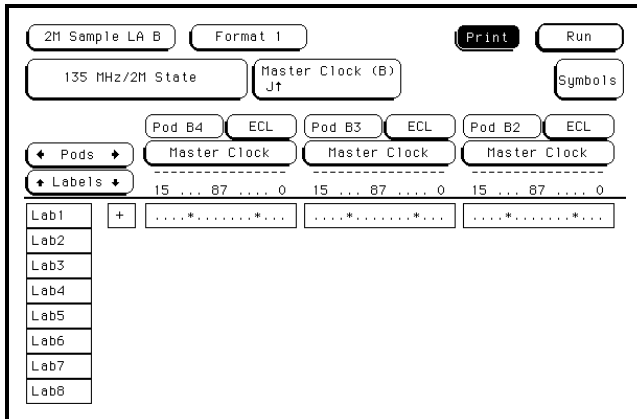 2M Sample LA B Format 1 Print Run
135 MHz/2M State Master Clock (B) Symbols
J↑
Pod B4 ECL Pod B3 ECL Pod B2 ECL
← Pods → Master Clock Master Clock Master Clock
↑ Labels ↓ 15 ... 87 .... 0 15 ... 87 .... 0 15 ... 87 .... 0
Lab1 + ....*.......*... ....*.......*... ....*.......*...
Lab2
Lab3
Lab4
Lab5
Lab6
Lab7
Lab8